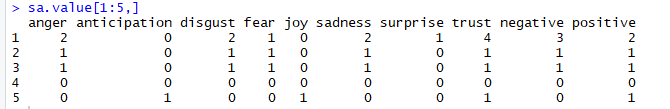 > sa.value[1:5,]
anger anticipation disgust fear joy sadness surprise trust negative positive
1 2 0 2 1 0 2 1 4 3 2
2 1 0 1 1 0 1 0 1 1 1
3 1 0 1 1 0 1 0 1 1 1
4 0 0 0 0 0 0 0 0 0 0
5 0 1 0 0 1 0 0 1 0 1